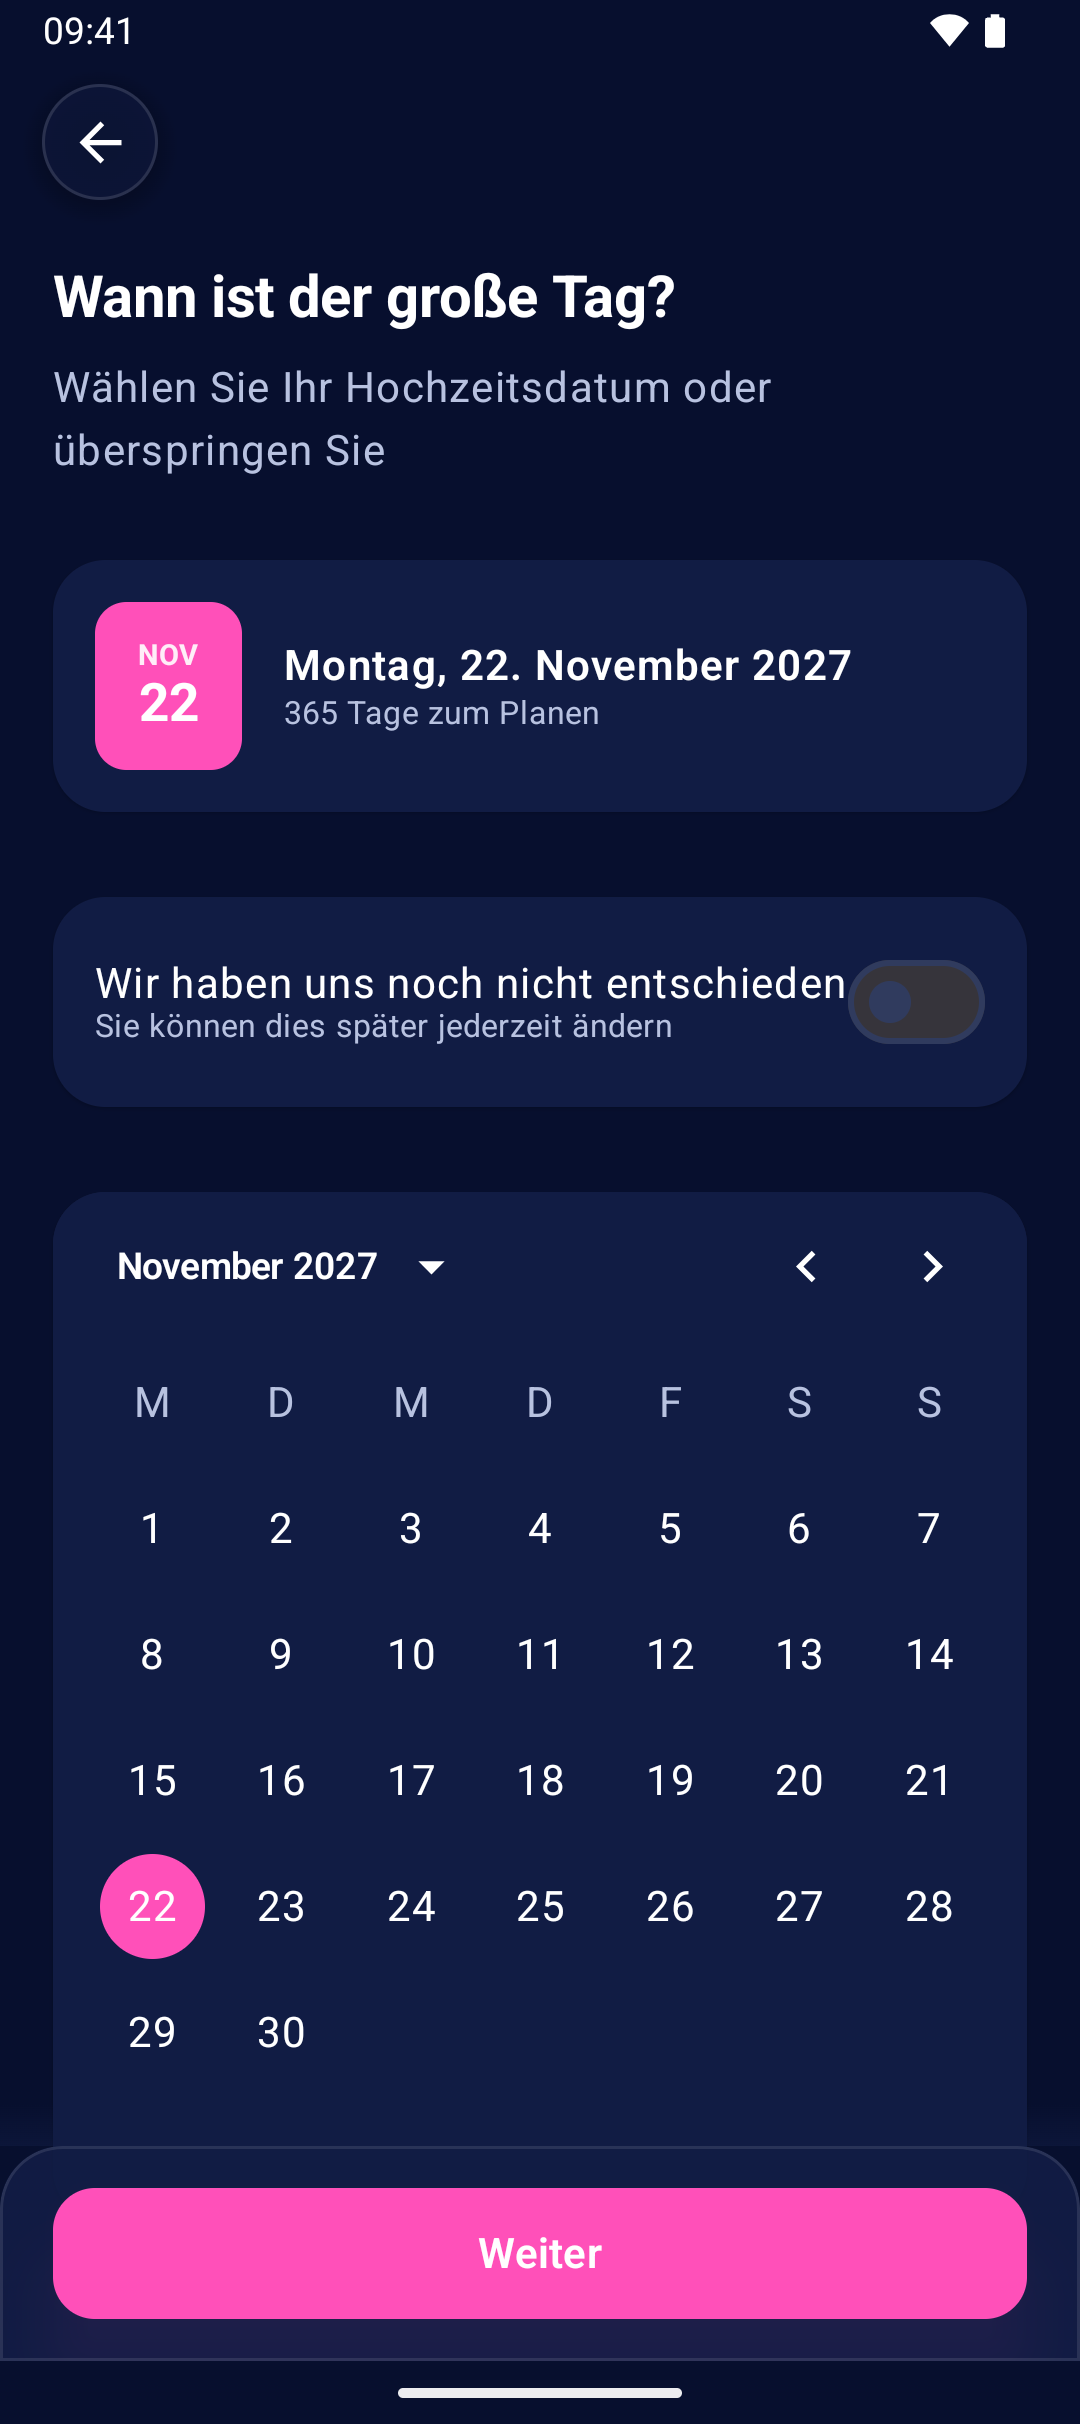 09:41
Wann ist der große Tag?
Wählen Sie Ihr Hochzeitsdatum oder
überspringen Sie
NOV
22
Montag, 22. November 2027
365 Tage zum Planen
Wir haben uns noch nicht entschieden
Sie können dies später jederzeit ändern
November 2027
M D M D F S S
1 2 3 4 5 6 7
8 9 10 11 12 13 14
15 16 17 18 19 20 21
22 23 24 25 26 27 28
29 30
Weiter